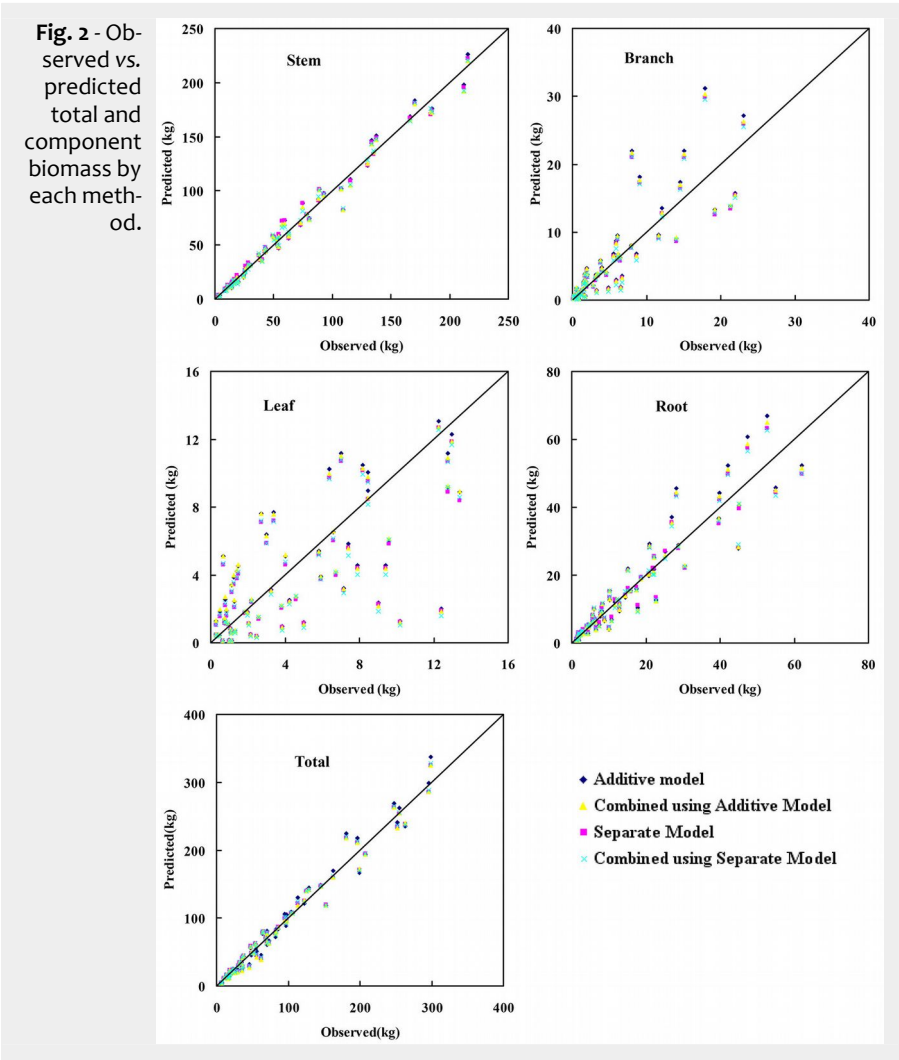 Fig. 2 - Ob-
served vs.
predicted
total and
component
biomass by
each meth-
od.
Stem
Predicted (kg)
250
200
150
100
50
0
0 50 100 150 200 250
Observed (kg)
Branch
Predicted (kg)
40
30
20
10
0
0 10 20 30 40
Observed (kg)
Leaf
Predicted (kg)
16
12
8
4
0
0 4 8 12 16
Observed (kg)
Root
Predicted (kg)
80
60
40
20
0
0 20 40 60 80
Observed (kg)
Total
Predicted(kg)
400
300
200
100
0
0 100 200 300 400
Observed(kg)
Additive model
Combined using Additive Model
Separate Model
Combined using Separate Model